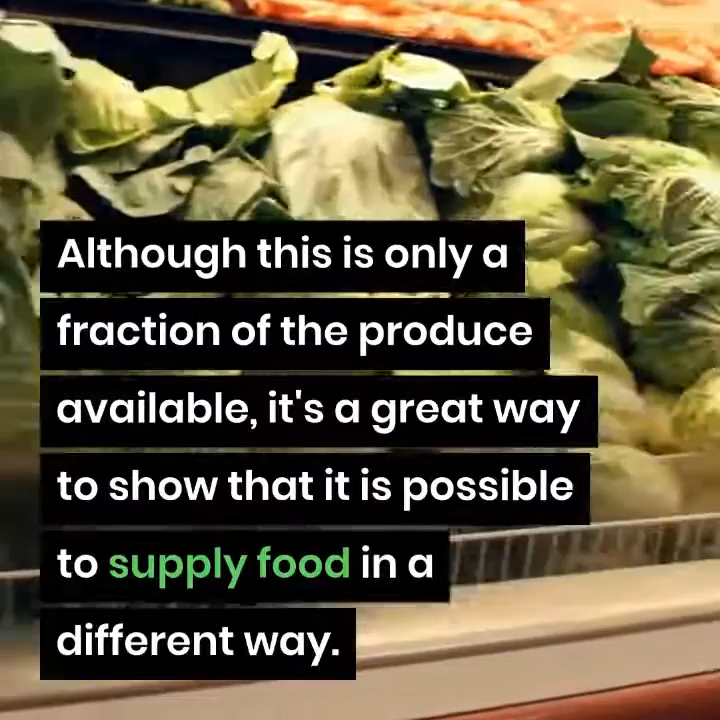 Although this is only a
fraction of the produce
available, it's a great way
to show that it is possible
to supply food in a
different way.